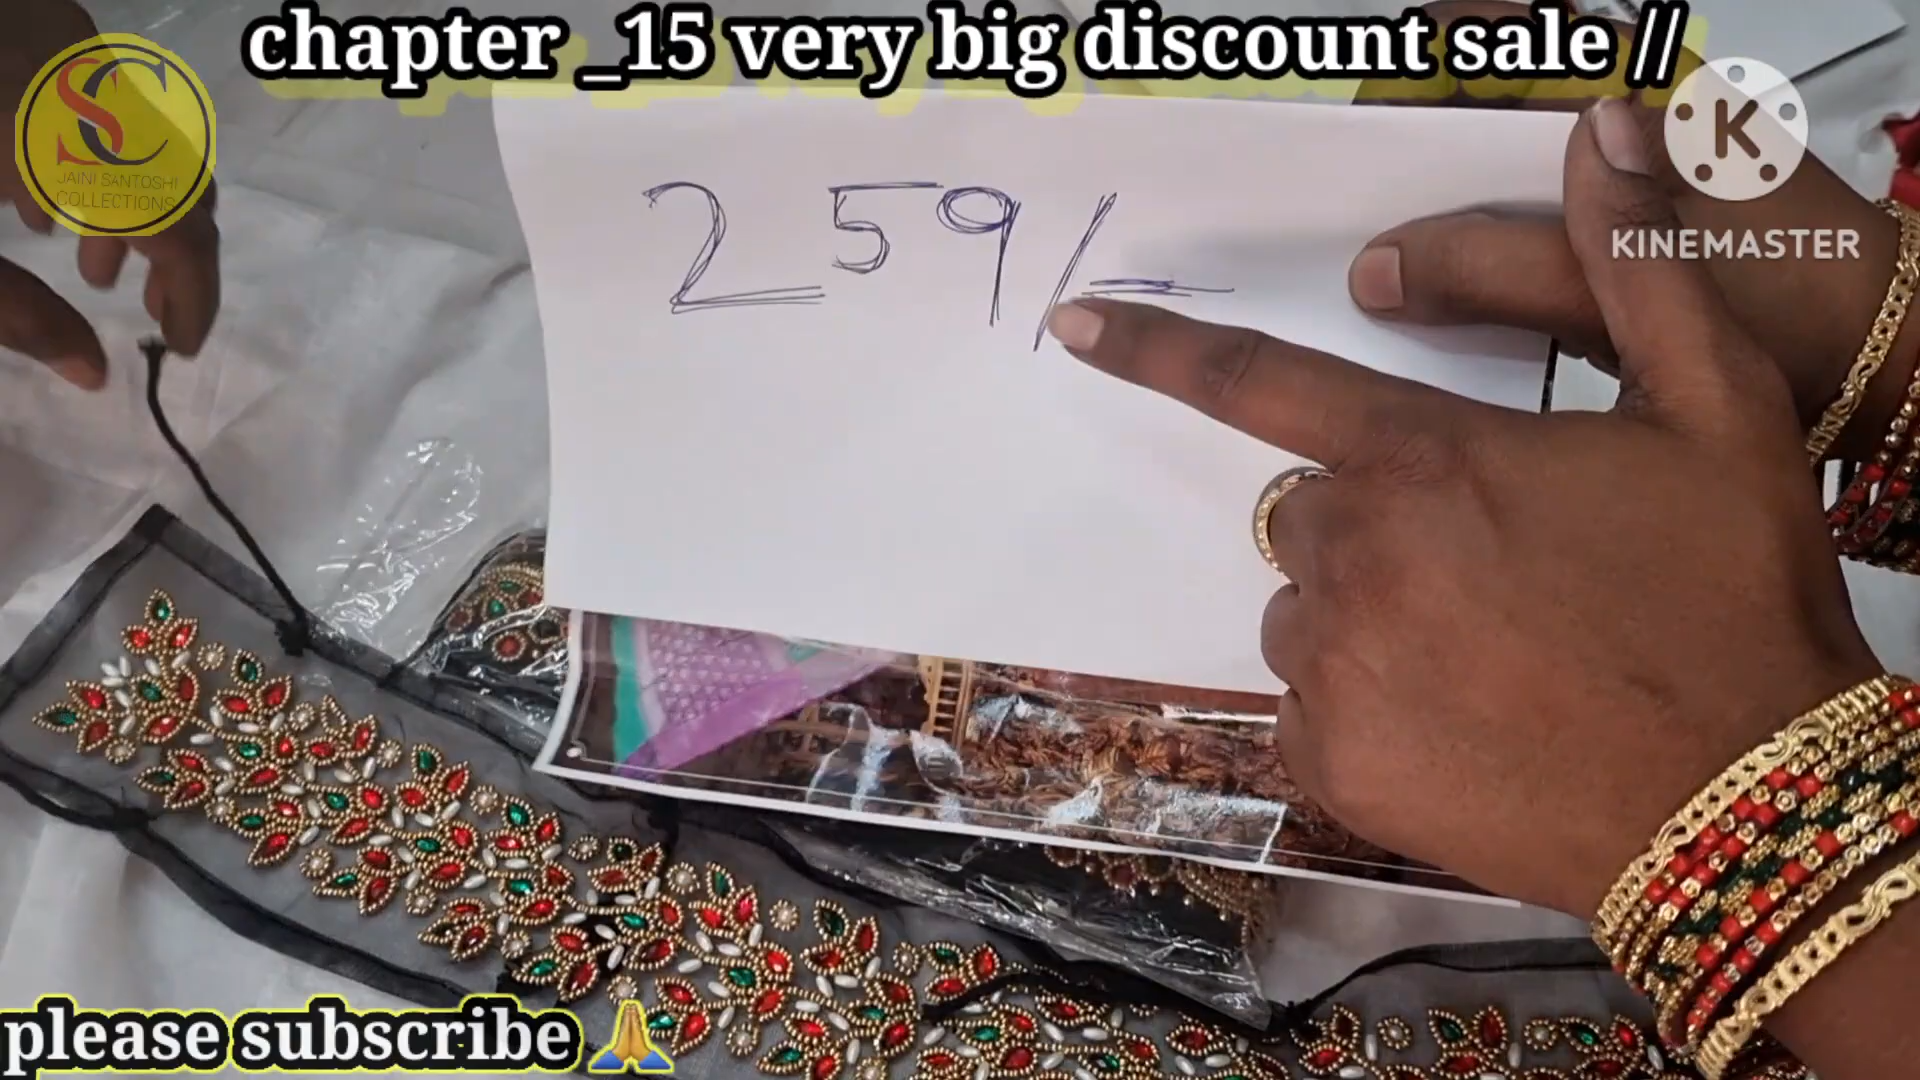 chapter _15 very big discount sale //
SC
JAINI SANTOSHI
COLLECTIONS
K
KINEMASTER
259/-
please subscribe 🙏